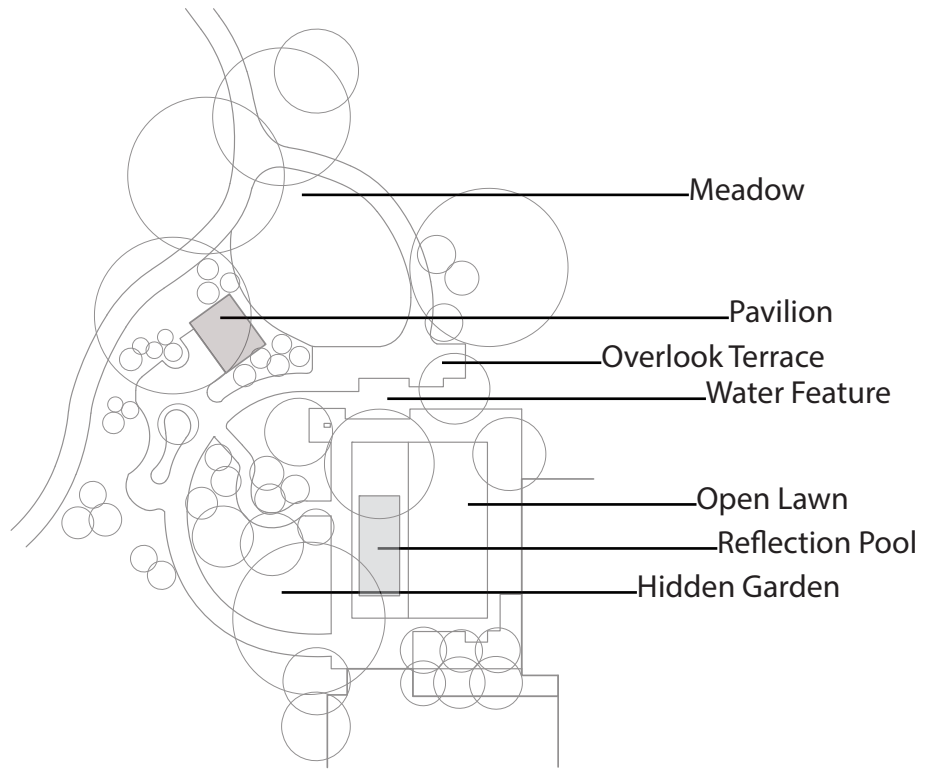 Meadow
Pavilion
Overlook Terrace
Water Feature
Open Lawn
Reflection Pool
Hidden Garden